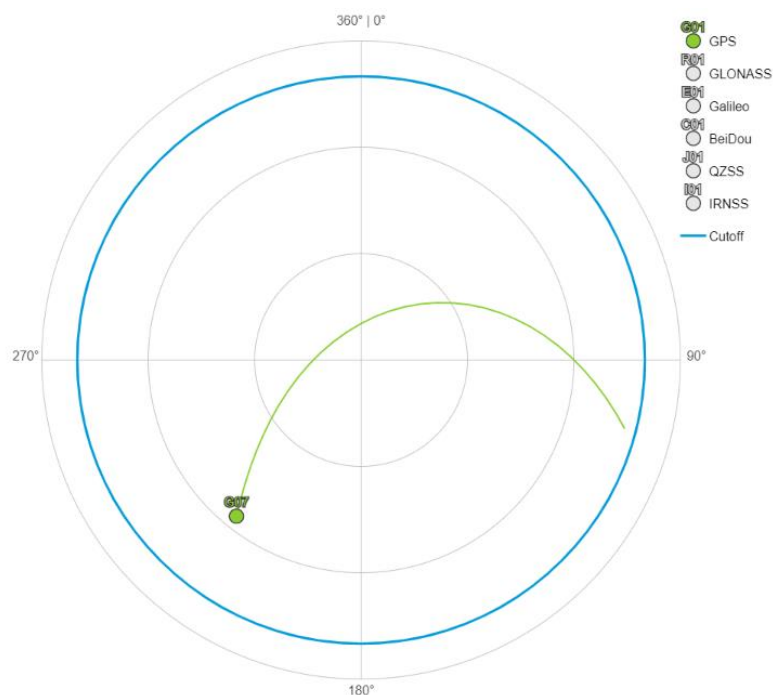 360° | 0°
G01
GPS
R01
GLONASS
E01
Galileo
C01
BeiDou
J01
QZSS
I01
IRNSS
Cutoff
270°
90°
G07
180°